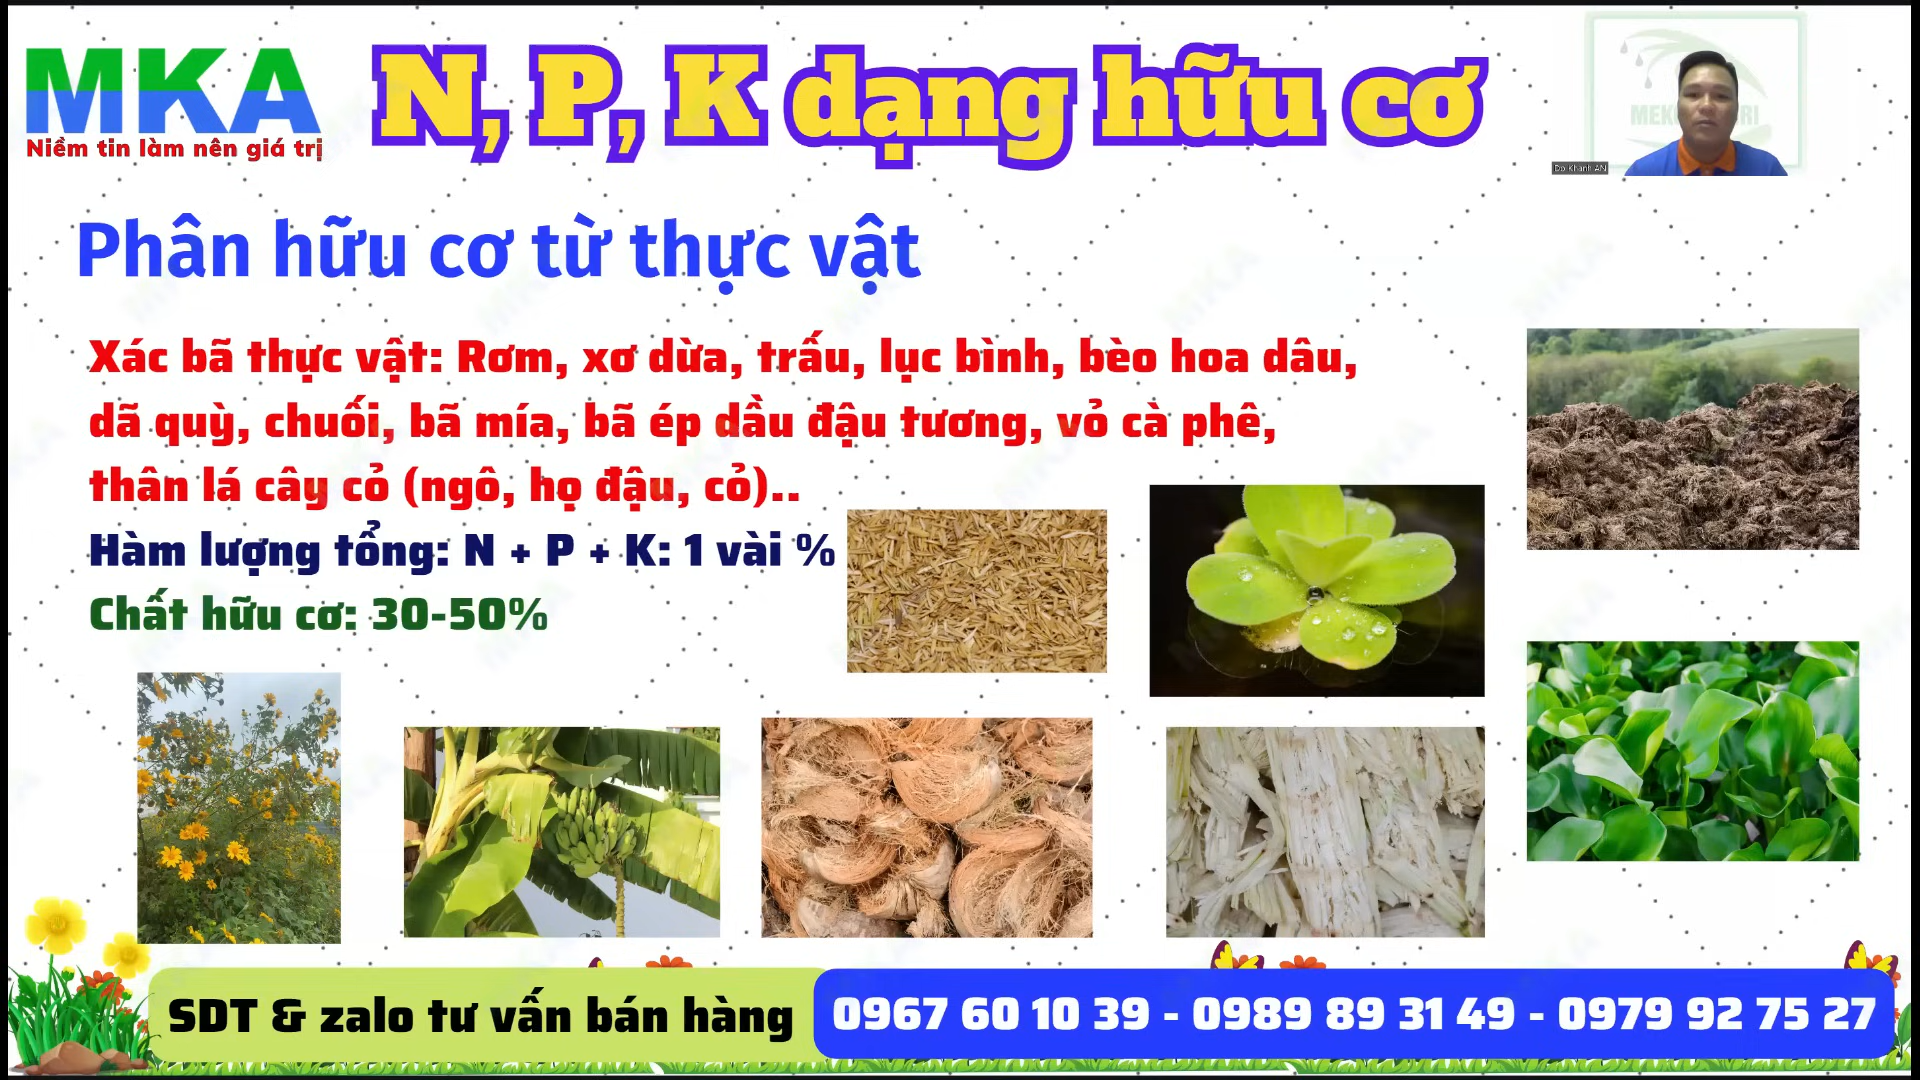 MKA
Niềm tin làm nên giá trị
N, P, K dạng hữu cơ
Do Khanh AN
Phân hữu cơ từ thực vật
Xác bã thực vật: Rơm, xơ dừa, trấu, lục bình, bèo hoa dâu,
dã quỳ, chuối, bã mía, bã ép dầu đậu tương, vỏ cà phê,
thân lá cây cỏ (ngô, họ đậu, cỏ)..
Hàm lượng tổng: N + P + K: 1 vài %
Chất hữu cơ: 30-50%
SDT & zalo tư vấn bán hàng
0967 60 10 39 - 0989 89 31 49 - 0979 92 75 27